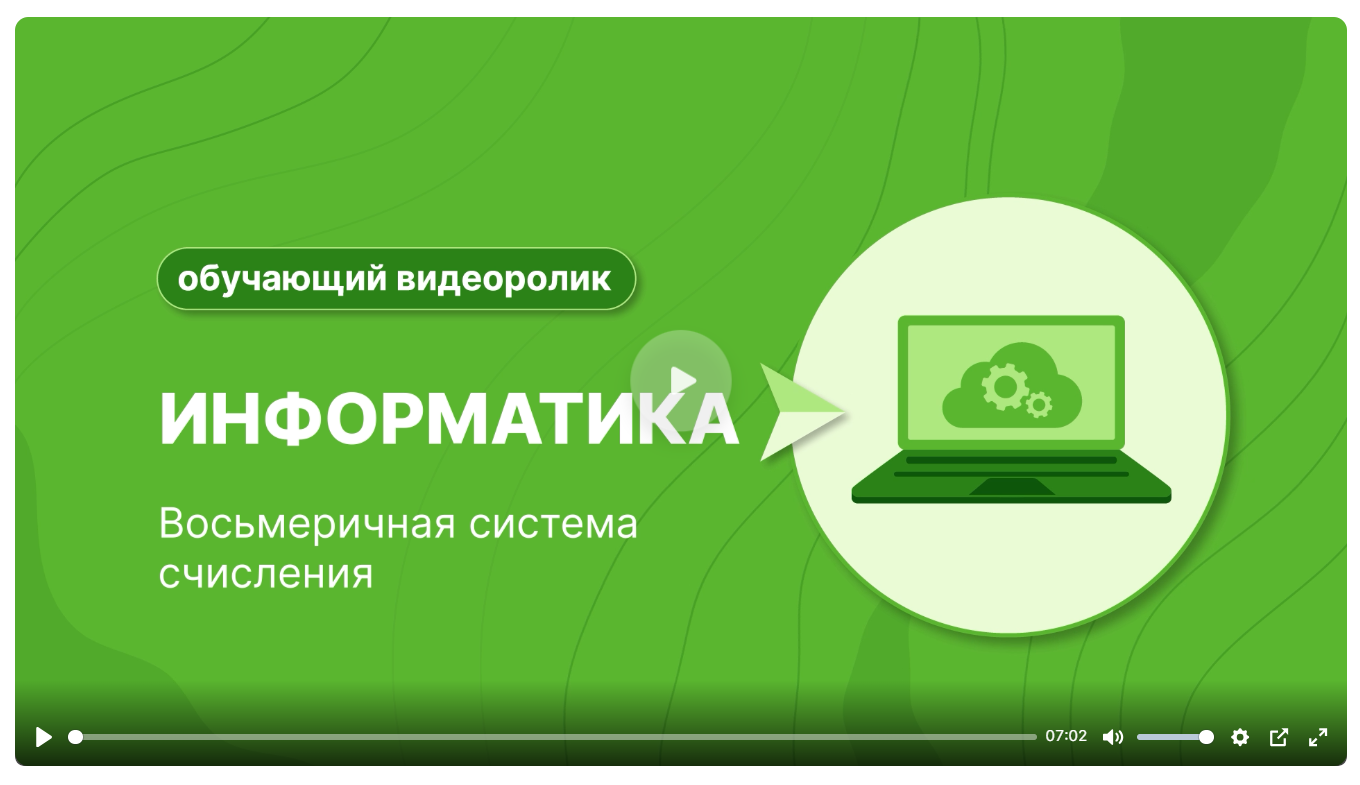 обучающий видеоролик
ИНФОРМАТИКА
Восьмеричная система
счисления
07:02